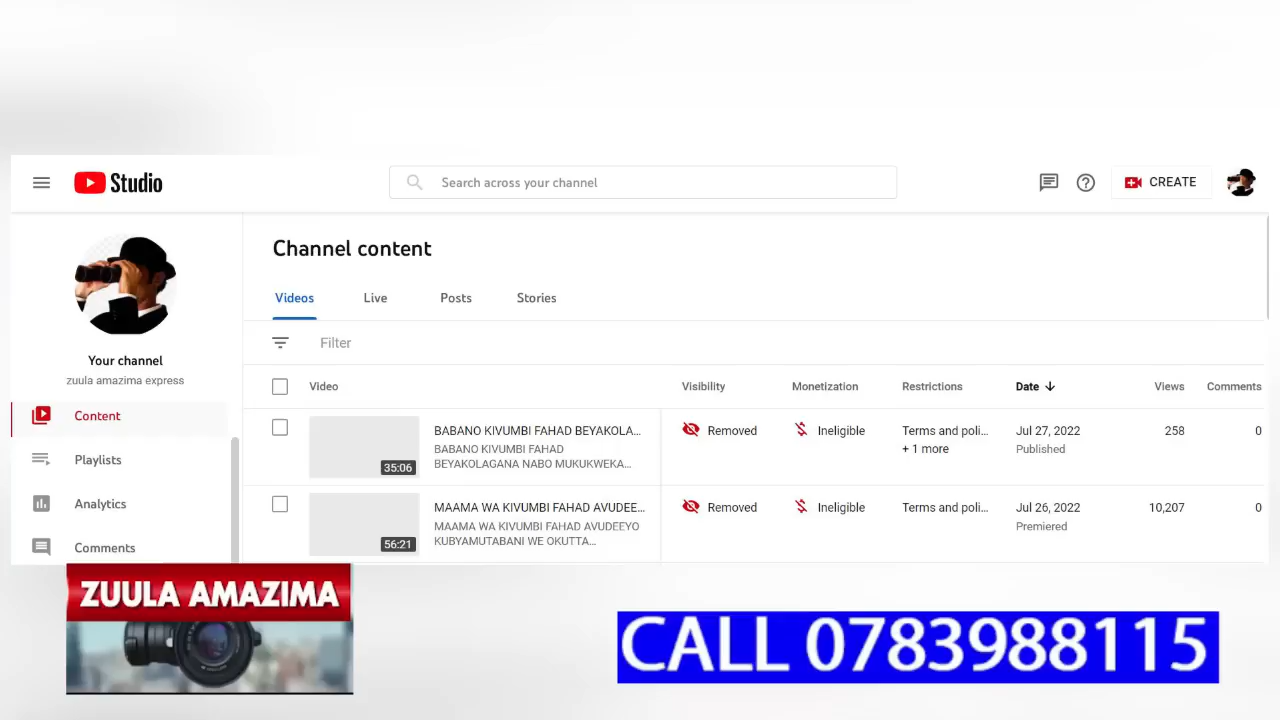 Studio
Search across your channel
CREATE
Channel content
Videos Live Posts Stories
Filter
Your channel
zuula amazima express
Content
Playlists
Analytics
Comments
Video Visibility Monetization Restrictions Date Views Comments
35:06
BABANO KIVUMBI FAHAD BEYAKOLA...
BABANO KIVUMBI FAHAD
BEYAKOLAGANA NABO MUKUKWEKA...
Removed Ineligible Terms and poli... Jul 27, 2022 258 0
+ 1 more Published
56:21
MAAMA WA KIVUMBI FAHAD AVUDEE...
MAAMA WA KIVUMBI FAHAD AVUDEEYO
KUBYAMUTABANI WE OKUTTA...
Removed Ineligible Terms and poli... Jul 26, 2022 10,207 0
Premiered
ZUULA AMAZIMA
CALL 0783988115